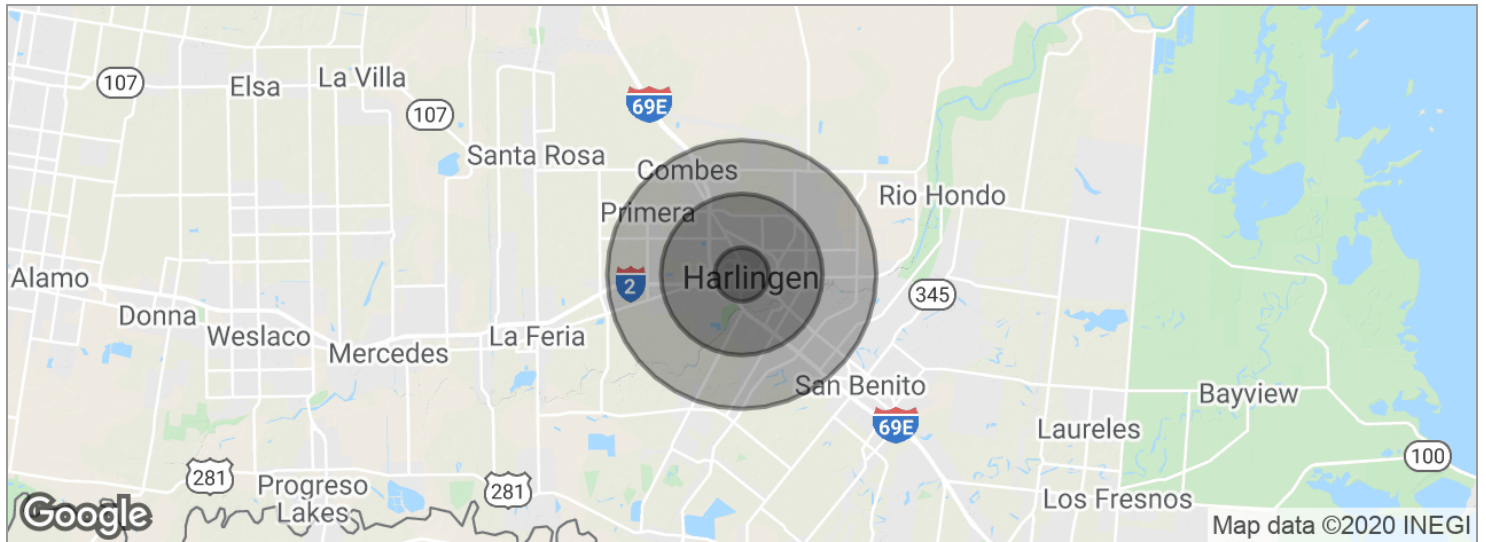 107
Elsa
La Villa
107
69E
Santa Rosa
Combes
Primera
Rio Hondo
Alamo
2
Harlingen
345
Donna
Weslaco
Mercedes
La Feria
San Benito
Bayview
69E
Laureles
100
281
Progreso
Lakes
281
Los Fresnos
Google
Map data ©2020 INEGI